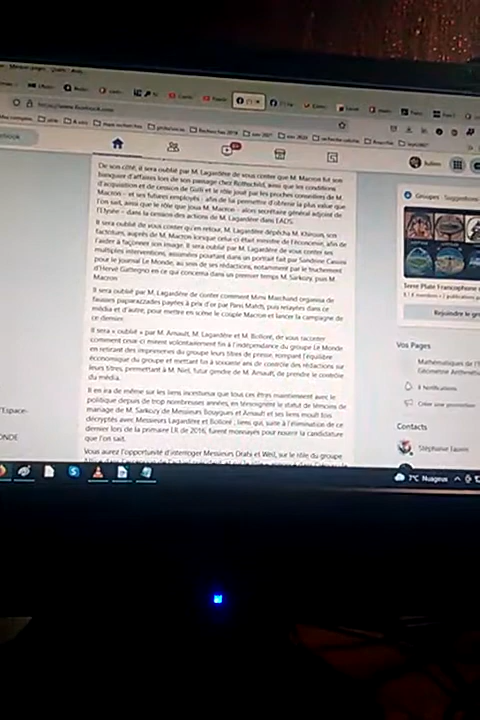 https://www.facebook.com
De son côté, il sera oublié par M. Lagardère de vous conter que M. Macron fut son
banquier d'affaires lors de son passage chez Rothschild, ainsi que les conditions
d'acquisition et de cession de Gulli et le rôle joué par les proches conseillers de M.
Macron – et ses futures employés - afin de lui permettre d'obtenir la plus value que
l'on sait, ainsi que le rôle que joua M. Macron - alors secrétaire général adjoint de
l'Elysée – dans la cession des actions de M. Lagardère dans EADS.
Il sera oublié de vous conter qu'en retour, M. Lagardère dépêcha M. Khiroun, son
factotum, auprès de M. Macron lorsque celui-ci était ministre de l'économie, afin de
l'aider à façonner son image. Il sera oublié par M. Lagardère de vous conter ses
multiples interventions, assumées pourtant dans un portrait fait par Sandrine Cassini
pour le journal Le Monde, au sein de ses rédactions, notamment par le truchement
d'Hervé Gattegno en ce qui concerna dans un premier temps M. Sarkozy, puis M.
Macron.
Il sera oublié par M. Lagardère de conter comment Mimi Marchand organisa de
fausses paparazzades payées à prix d'or par Paris Match, puis relayées dans ce
média et d'autre, pour mettre en scène le couple Macron et lancer la campagne de
ce dernier.
Il sera « oublié » par M. Arnault, M. Lagardère et M. Bolloré, de vous raconter
comment ceux ci mirent volontairement fin à l'indépendance du groupe Le Monde
en retirant des imprimeries du groupe leurs titres de presse, rompant l'équilibre
économique du groupe et mettant fin à soixante ans de contrôle des rédactions sur
leurs titres, permettant à M. Niel, futur gendre de M. Arnault, de prendre le contrôle
du média.
Il en ira de même sur les liens incestueux que tous ces êtres maintiennent avec le
politique depuis de trop nombreuses années, en témoignent le statut de témoins de
mariage de M. Sarkozy de Messieurs Bouygues et Arnault et ses liens moult fois
décryptés avec Messieurs Lagardère et Bolloré ; liens qui, suite à l'élimination de ce
dernier lors de la primaire LR de 2016, furent monnayés pour nourrir la candidature
que l'on sait.
Vous aurez l'opportunité d'interroger Messieurs Drahi et Weil, sur le rôle du groupe
Groupes - Suggestions
Terre Plate Francophone
Rejoindre le gro
Vos Pages
Mathématiques de l'E
Géométrie Arithméti
Notifications
Créer une promotion
Contacts
Stéphane
l'Espace-
ONDE
7°C Nuageux